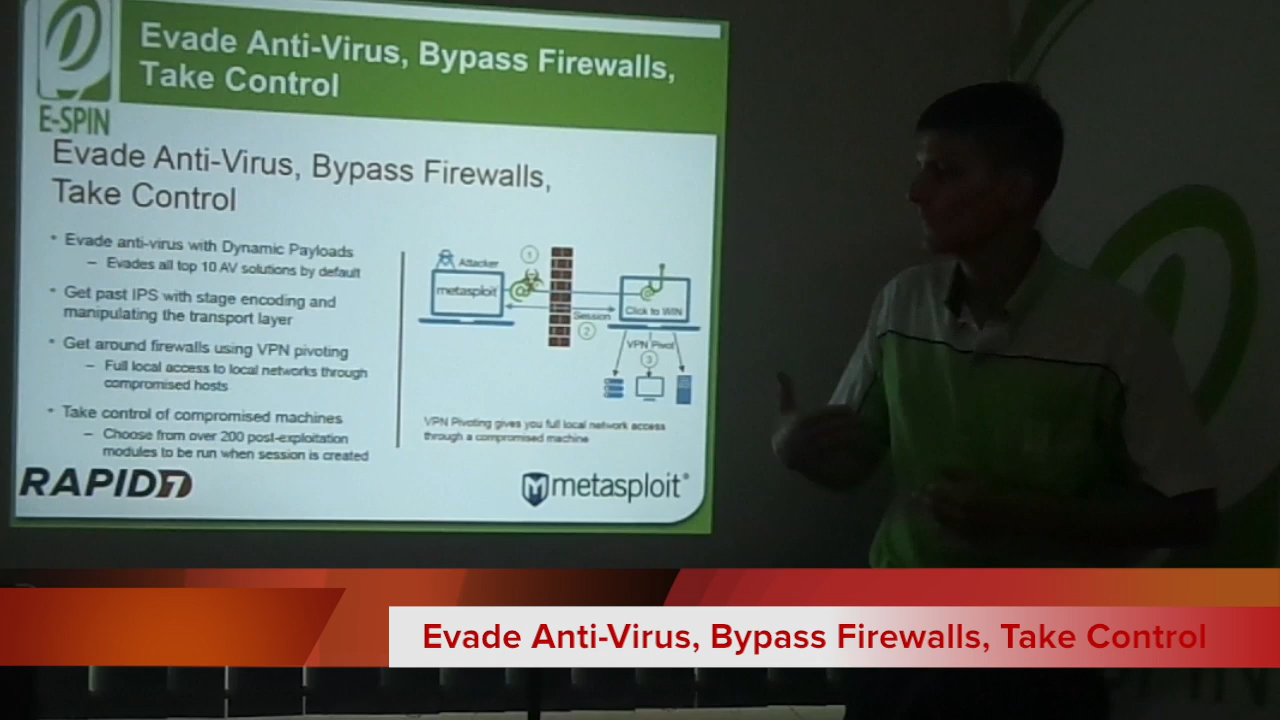 Evade Anti-Virus, Bypass Firewalls,
Take Control
E-SPIN
Evade Anti-Virus, Bypass Firewalls,
Take Control
• Evade anti-virus with Dynamic Payloads
– Evades all top 10 AV solutions by default
• Get past IPS with stage encoding and
manipulating the transport layer
• Get around firewalls using VPN pivoting
– Full local access to local networks through
compromised hosts
• Take control of compromised machines
– Choose from over 200 post-exploitation
modules to be run when session is created
Attacker
1
metasploit
@
@
Click to WIN
Session
2
VPN Pivot
3
VPN Pivoting gives you full local network access
through a compromised machine
RAPID7
metasploit®
Evade Anti-Virus, Bypass Firewalls, Take Control